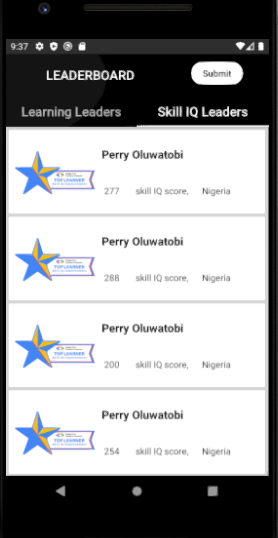 9:37
LEADERBOARD
Submit
Learning Leaders
Skill IQ Leaders
Perry Oluwatobi
TOP LEARNER
277 skill IQ score, Nigeria
Perry Oluwatobi
TOP LEARNER
288 skill IQ score, Nigeria
Perry Oluwatobi
TOP LEARNER
200 skill IQ score, Nigeria
Perry Oluwatobi
TOP LEARNER
254 skill IQ score, Nigeria